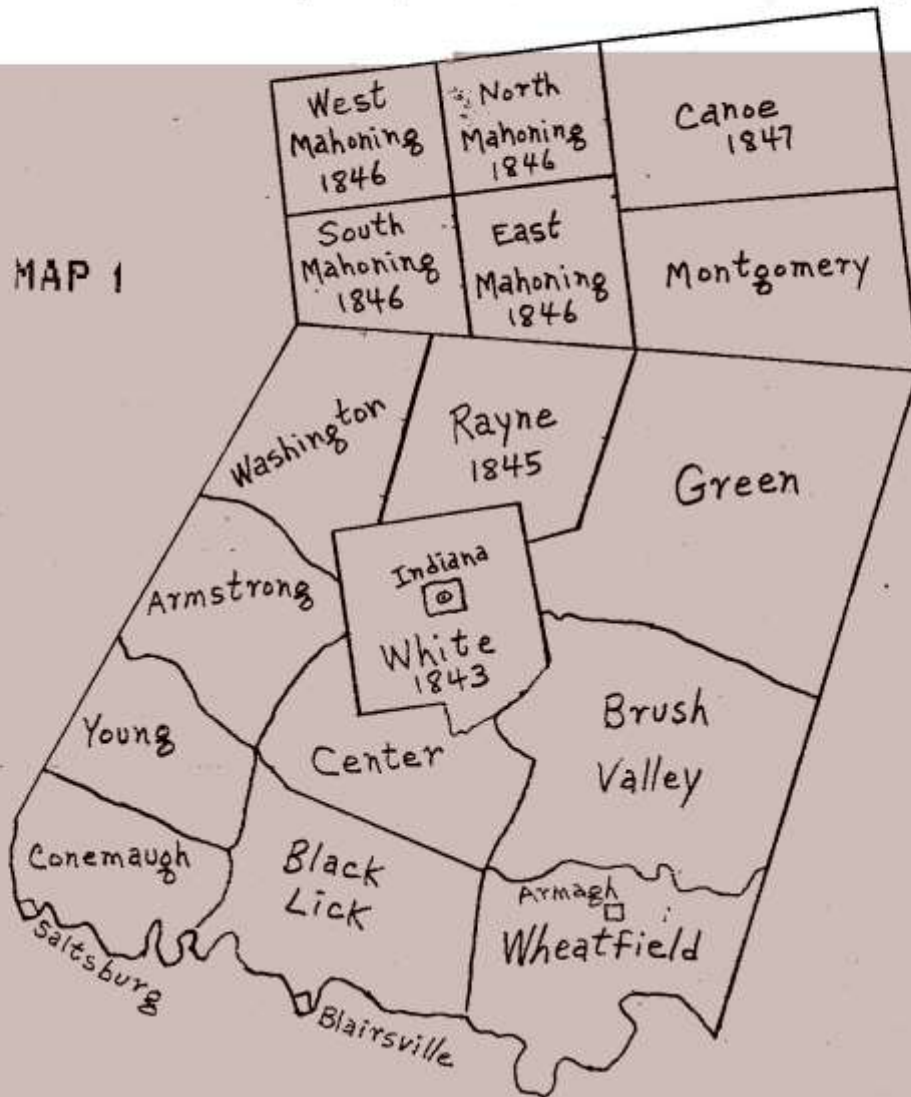 West
Mahoning
1846
North
Mahoning
1846
Canoe
1847
South
Mahoning
1846
East
Mahoning
1846
Montgomery
MAP 1
Washington
Rayne
1845
Green
Armstrong
Indiana
White
1843
Young
Center
Brush
Valley
Conemaugh
Black
Lick
Armagh
Wheatfield
Saltsburg
Blairsville